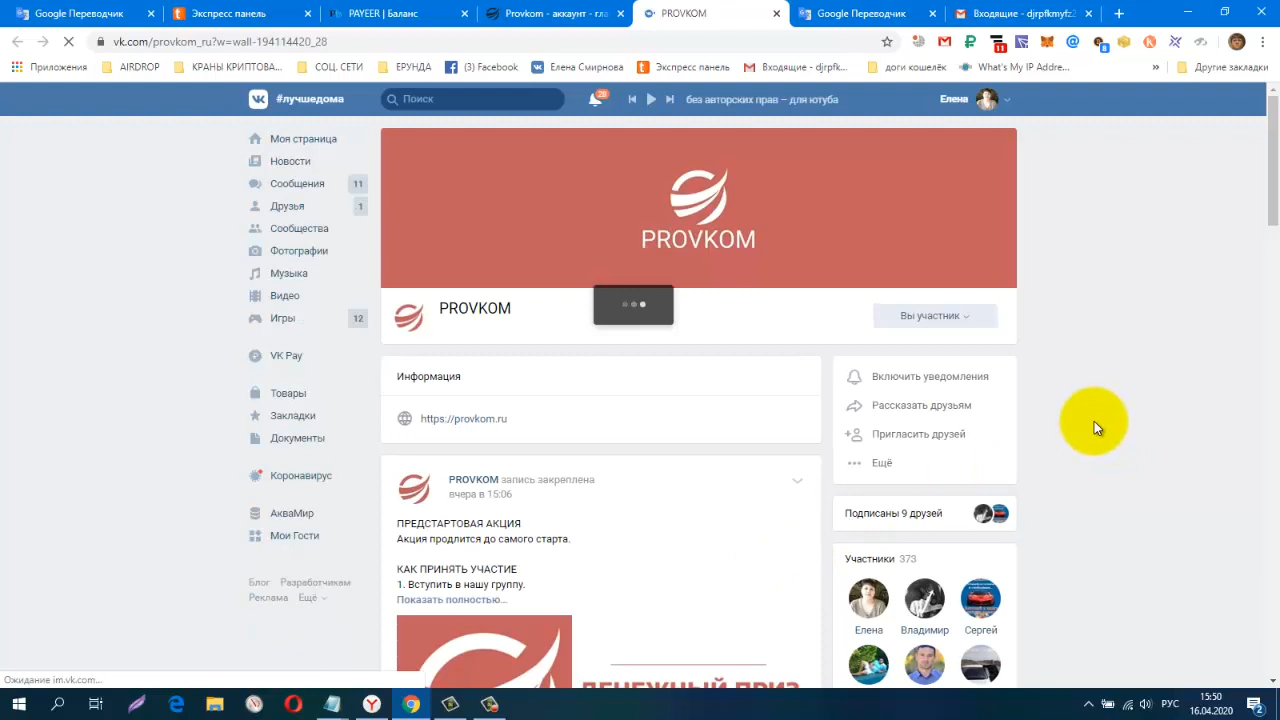 Google Переводчик
Экспресс панель
PAYEER | Баланс
Provkom - аккаунт - гла
PROVKOM
Google Переводчик
Входящие - djrpfkmyfz
vk.com/provkom_ru?w=wall-194114420_28
11
8
Приложения
AIRDROP
КРАНЫ КРИПТОВА...
СОЦ. СЕТИ
ЕРУНДА
(3) Facebook
Елена Смирнова
Экспресс панель
Входящие - djrpfk...
доги кошелёк
What's My IP Addre...
»
Другие закладки
#лучшедома
Поиск
28
без авторских прав – для ютуба
Елена
Моя страница
Новости
Сообщения 11
Друзья 1
Сообщества
Фотографии
Музыка
Видео
Игры 12
VK Pay
Товары
Закладки
Документы
Коронавирус
АкваМир
Мои Гости
Блог Разработчикам
Реклама Ещё
PROVKOM
PROVKOM
Вы участник
Информация
https://provkom.ru
PROVKOM запись закреплена
вчера в 15:06
ПРЕДСТАРТОВАЯ АКЦИЯ
Акция продлится до самого старта.
КАК ПРИНЯТЬ УЧАСТИЕ
1. Вступить в нашу группу.
Показать полностью...
ДЕНЕЖНЫЙ ПРИЗ
Включить уведомления
Рассказать друзьям
Пригласить друзей
Ещё
Подписаны 9 друзей
Участники 373
Елена
Владимир
Сергей
Ожидание im.vk.com...
РУС
15:50
16.04.2020
2